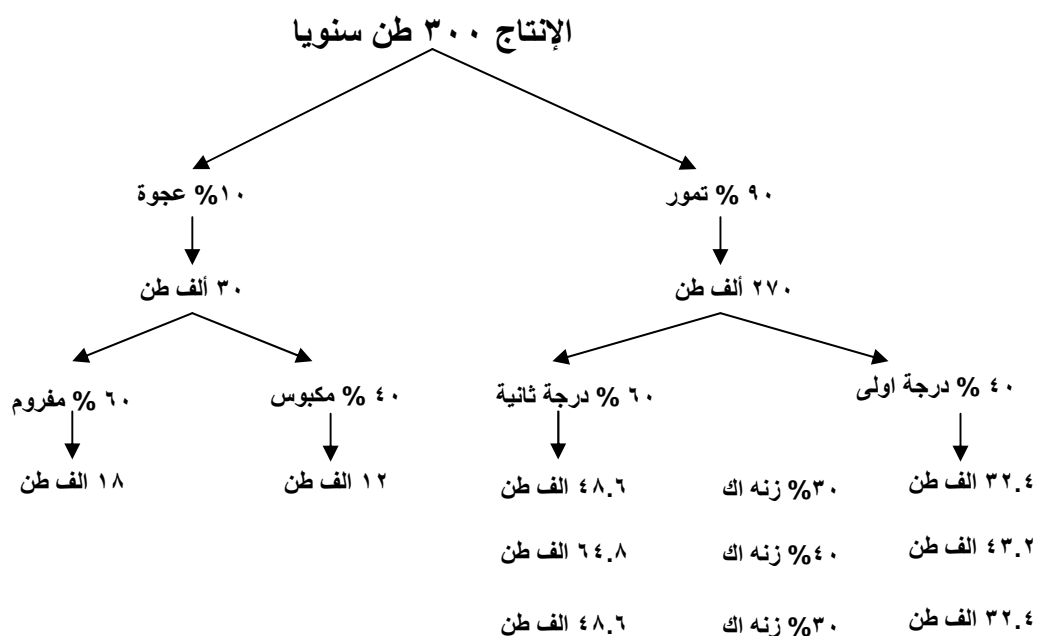 الإنتاج ٣٠٠ طن سنويا
٩٠ % تمور
١٠% عجوة
٢٧٠ ألف طن
٣٠ ألف طن
٤٠ % درجة اولى
٦٠ % درجة ثانية
٤٠ % مكبوس
٦٠ % مفروم
٣٢.٤ الف طن
٣٠% زنه اك
٤٨.٦ الف طن
١٢ الف طن
١٨ الف طن
٤٣.٢ الف طن
٤٠% زنه اك
٦٤.٨ الف طن
٣٢.٤ الف طن
٣٠% زنه اك
٤٨.٦ الف طن